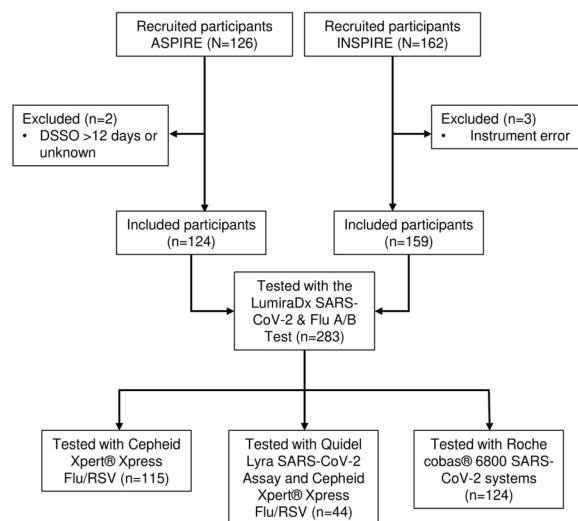 Recruited participants
ASPIRE (N=126)
Recruited participants
INSPIRE (N=162)
Excluded (n=2)
• DSSO >12 days or
unknown
Excluded (n=3)
• Instrument error
Included participants
(n=124)
Included participants
(n=159)
Tested with the
LumiraDx SARS-
CoV-2 & Flu A/B
Test (n=283)
Tested with Cepheid
Xpert® Xpress
Flu/RSV (n=115)
Tested with Quidel
Lyra SARS-CoV-2
Assay and Cepheid
Xpert® Xpress
Flu/RSV (n=44)
Tested with Roche
cobas® 6800 SARS-
CoV-2 systems
(n=124)